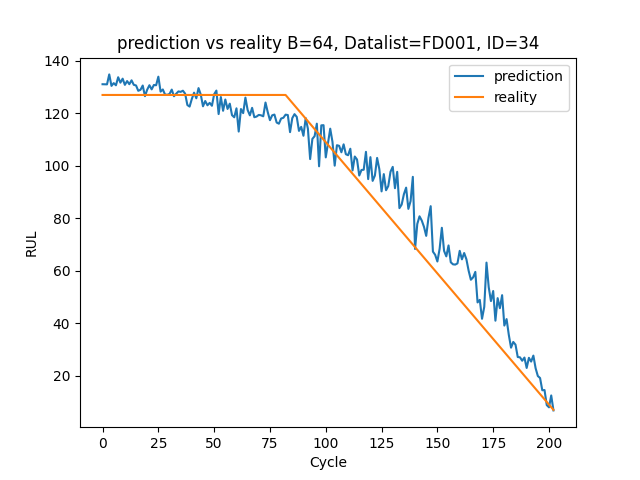 prediction vs reality B=64, Datalist=FD001, ID=34
prediction
reality
140
120
100
80
60
40
20
RUL
0 25 50 75 100 125 150 175 200
Cycle